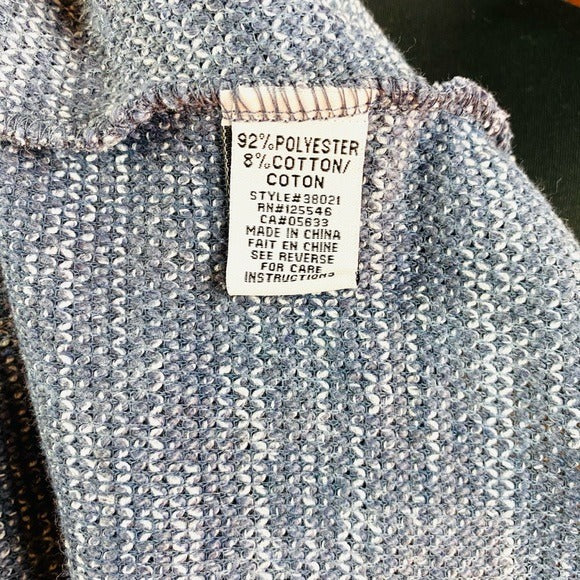 92% POLYESTER
8% COTTON/
COTON
STYLE#38021
RN#125546
CA#05633
MADE IN CHINA
FAIT EN CHINE
SEE REVERSE
FOR CARE
INSTRUCTIONS